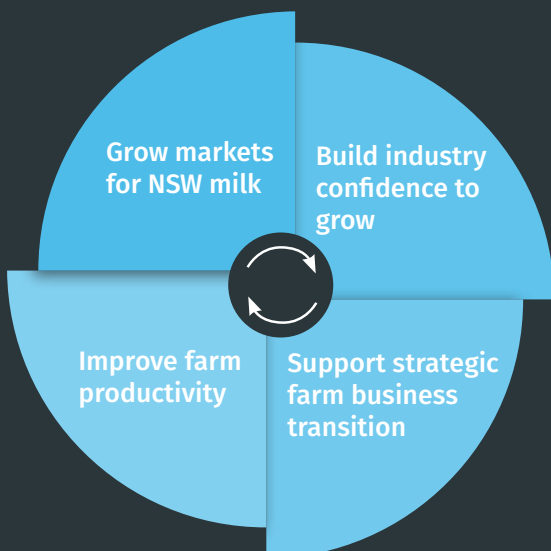 Grow markets
for NSW milk
Build industry
confidence to
grow
Improve farm
productivity
Support strategic
farm business
transition